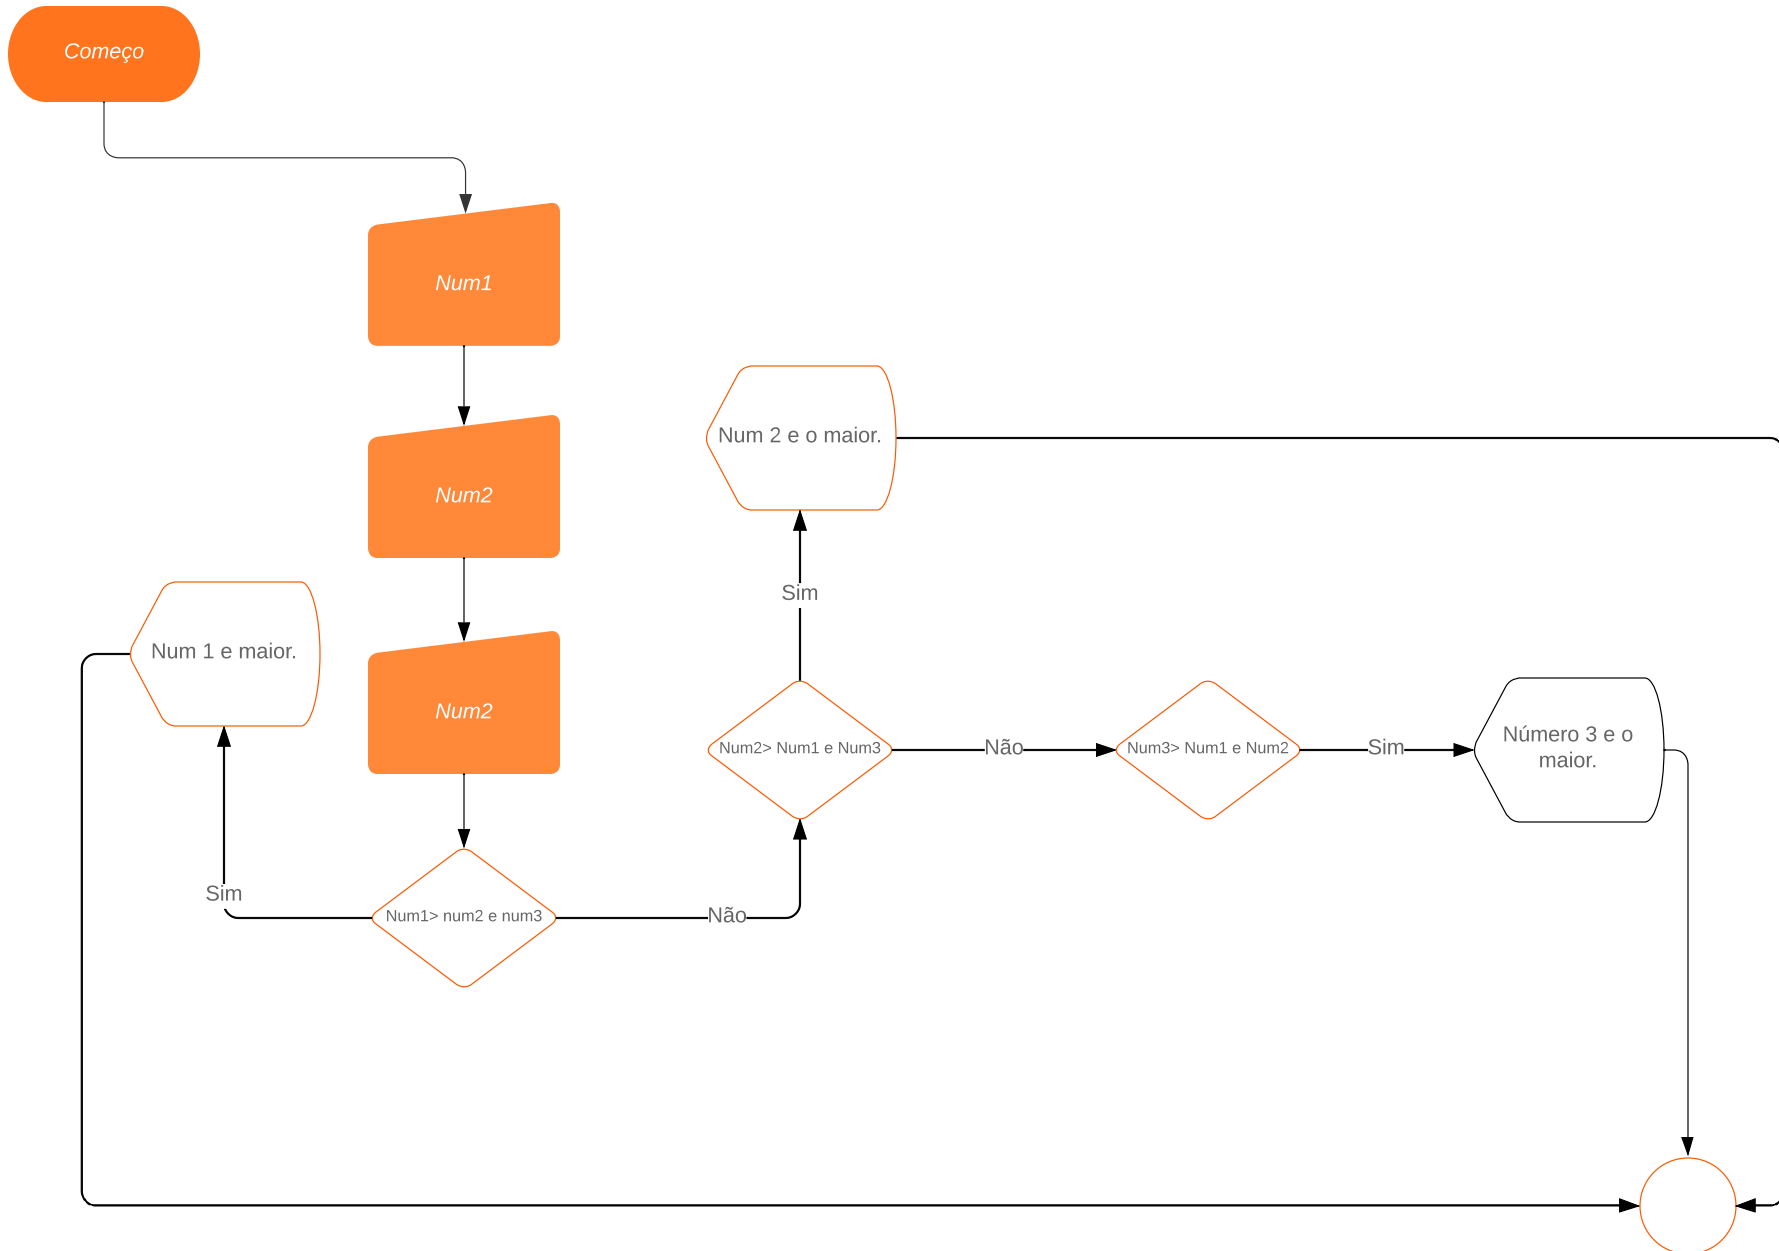 Começo
Num1
Num2
Num 2 e o maior.
Sim
Num 1 e maior.
Num2
Num2> Num1 e Num3
Não
Num3> Num1 e Num2
Sim
Número 3 e o
maior.
Sim
Num1> num2 e num3
Não